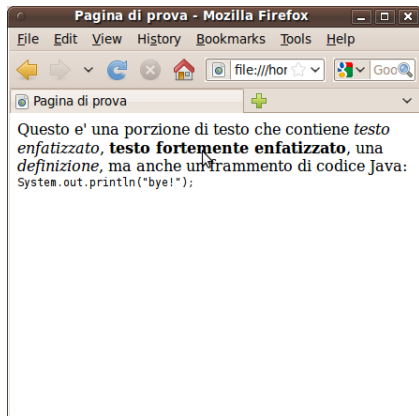 Pagina di prova - Mozilla Firefox
File Edit View History Bookmarks Tools Help
file:///hor Goo
Pagina di prova
Questo e' una porzione di testo che contiene testo
enfatizzato, testo fortemente enfatizzato, una
definizione, ma anche un frammento di codice Java:
System.out.println("bye!");